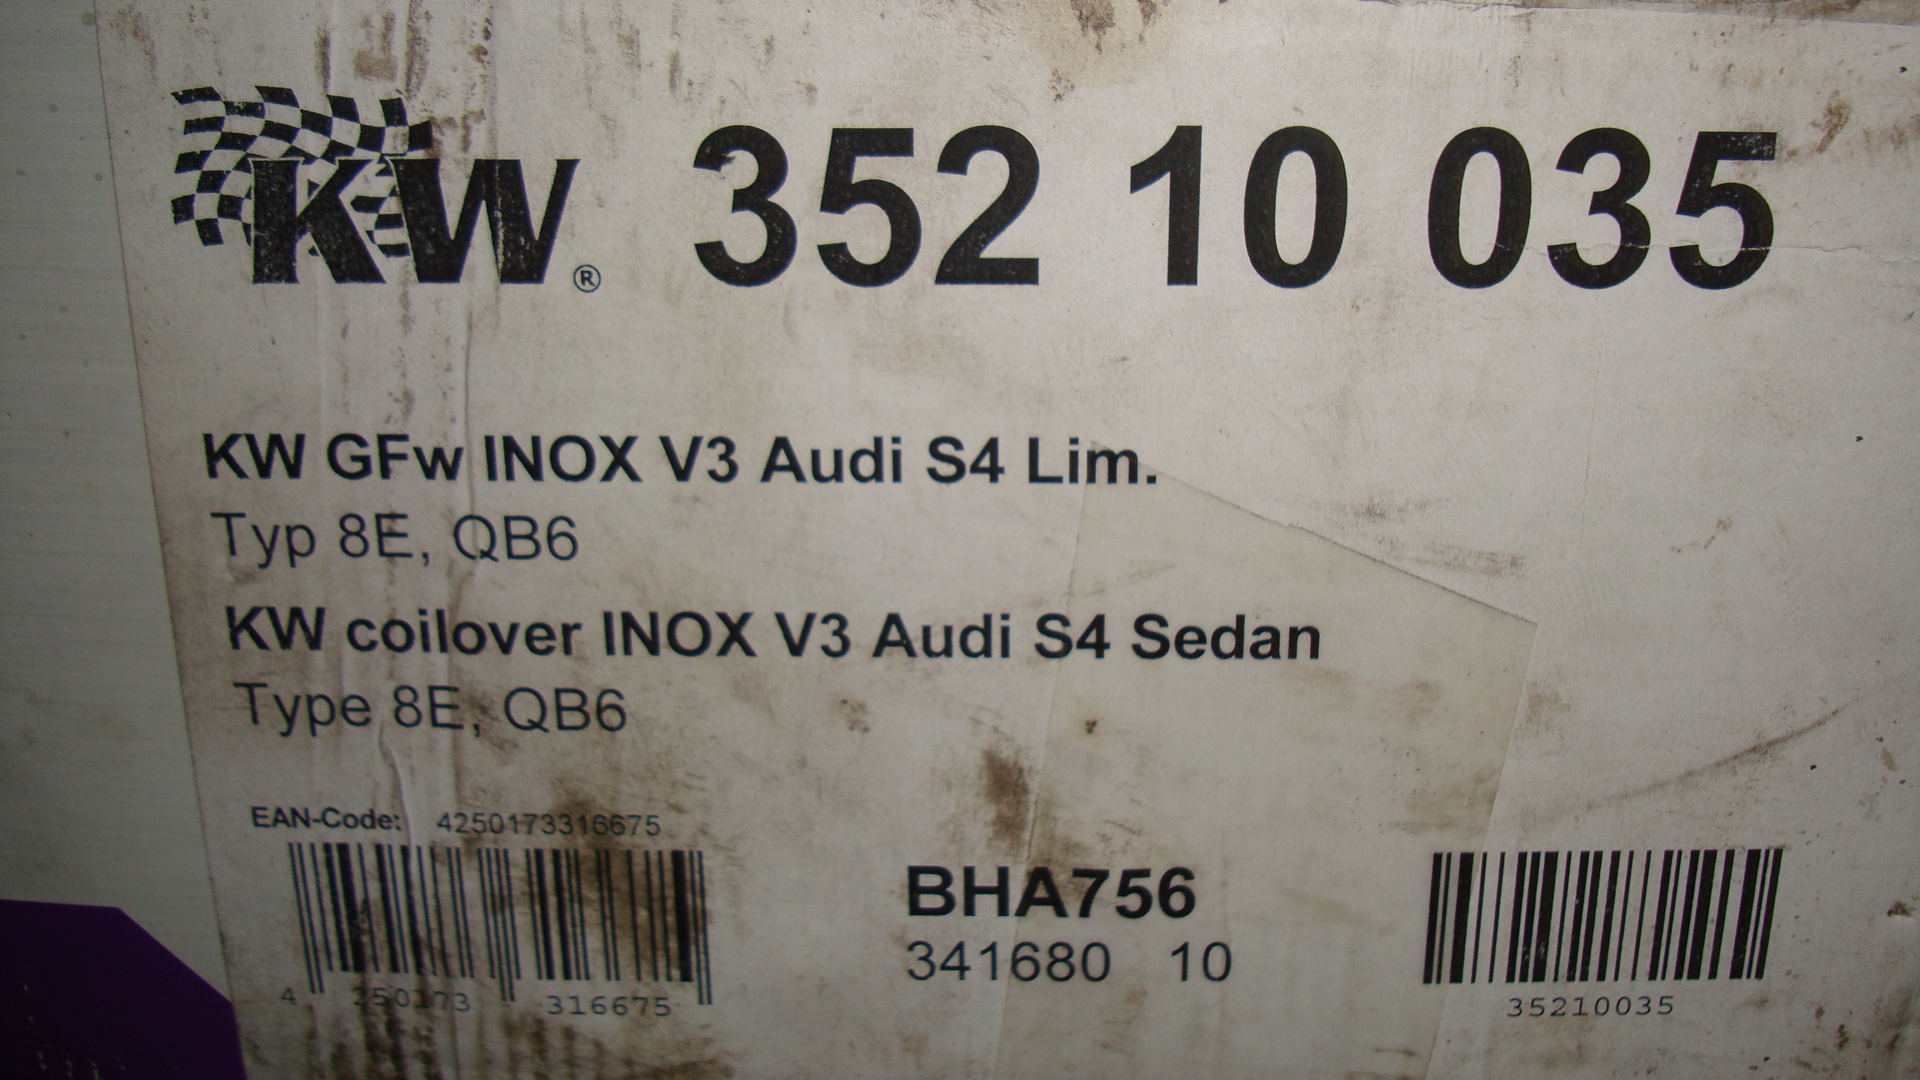 KW® 352 10 035
KW GFw INOX V3 Audi S4 Lim.
Typ 8E, QB6
KW coilover INOX V3 Audi S4 Sedan
Type 8E, QB6
EAN-Code: 4250173316675
4 250173 316675
BHA756
341680 10
35210035